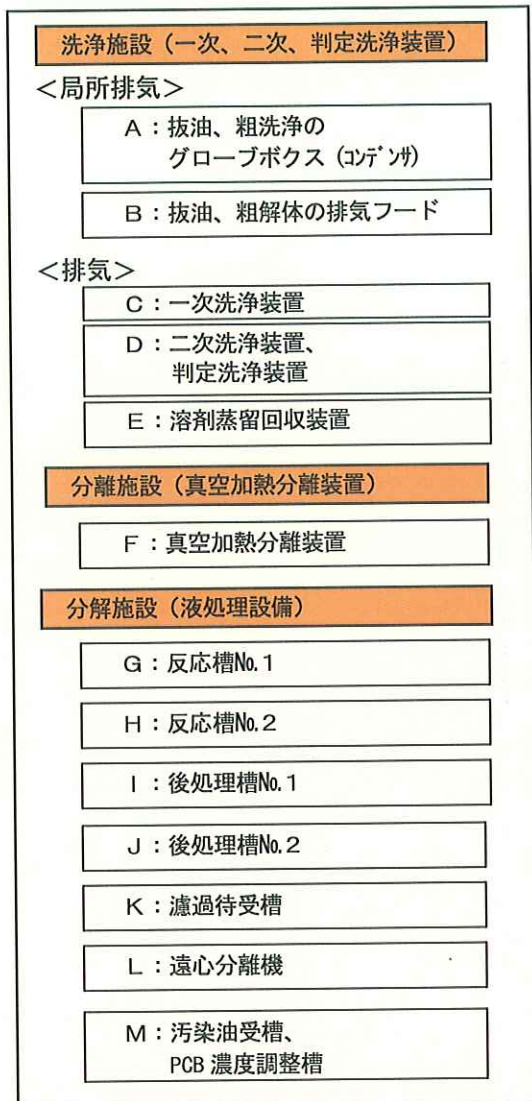 洗浄施設（一次、二次、判定洗浄装置）
＜局所排気＞
A：抜油、粗洗浄の
グローブボクス（ｺﾝﾃﾞﾝｻ）
B：抜油、粗解体の排気フード
＜排気＞
C：一次洗浄装置
D：二次洗浄装置、
判定洗浄装置
E：溶剤蒸留回収装置
分離施設（真空加熱分離装置）
F：真空加熱分離装置
分解施設（液処理設備）
G：反応槽№1
H：反応槽№2
I：後処理槽№1
J：後処理槽№2
K：濾過待受槽
L：遠心分離機
M：汚染油受槽、
PCB 濃度調整槽